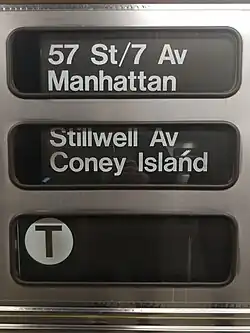 57 St/7 Av
Manhattan
Stillwell Av
Coney Island
T